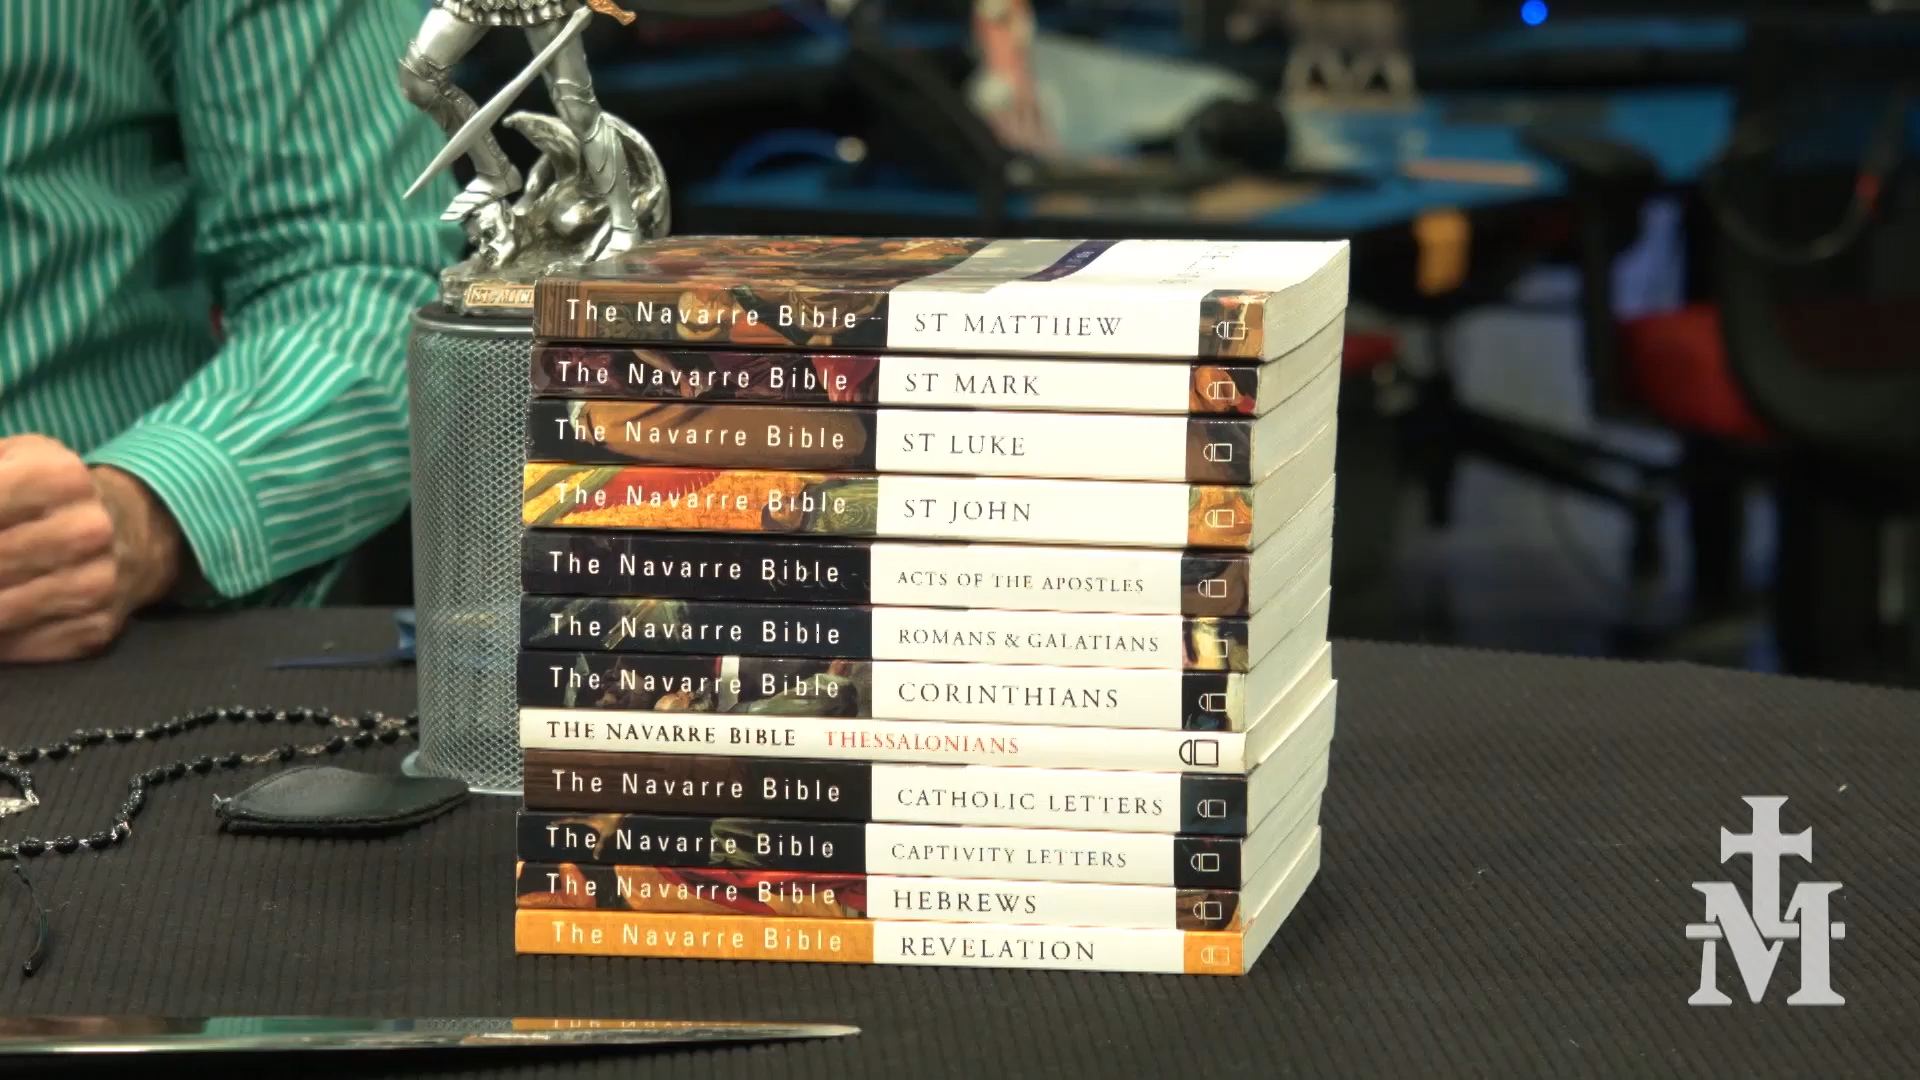 The Navarre Bible ST MATTHEW
The Navarre Bible ST MARK
The Navarre Bible ST LUKE
The Navarre Bible ST JOHN
The Navarre Bible ACTS OF THE APOSTLES
The Navarre Bible ROMANS & GALATIANS
The Navarre Bible CORINTHIANS
THE NAVARRE BIBLE THESSALONIANS
The Navarre Bible CATHOLIC LETTERS
The Navarre Bible CAPTIVITY LETTERS
The Navarre Bible HEBREWS
The Navarre Bible REVELATION